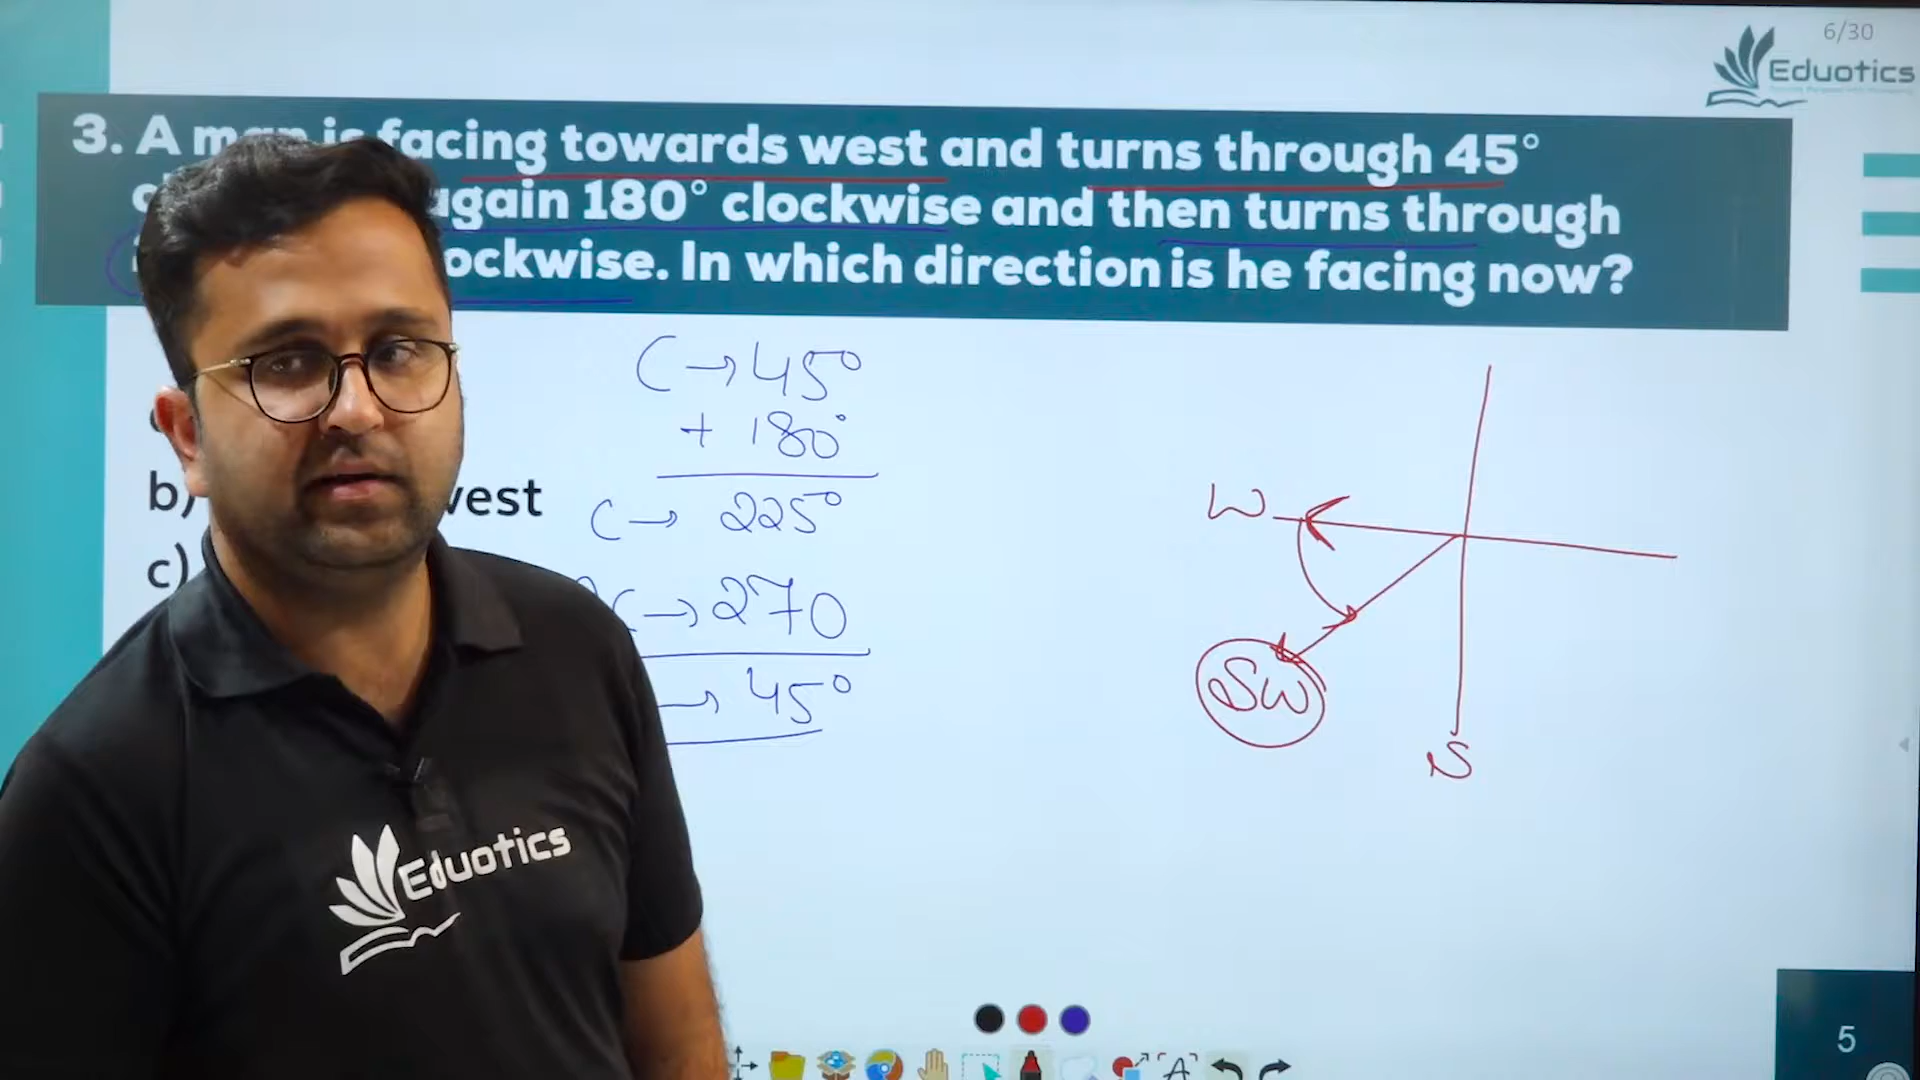 6/30
Eduotics
3. A man is facing towards west and turns through 45°
again 180° clockwise and then turns through
ockwise. In which direction is he facing now?
C → 45°
+ 180°
b) west
C → 225°
c)
C → 270
→ 45°
W
SW
S
Eduotics
5